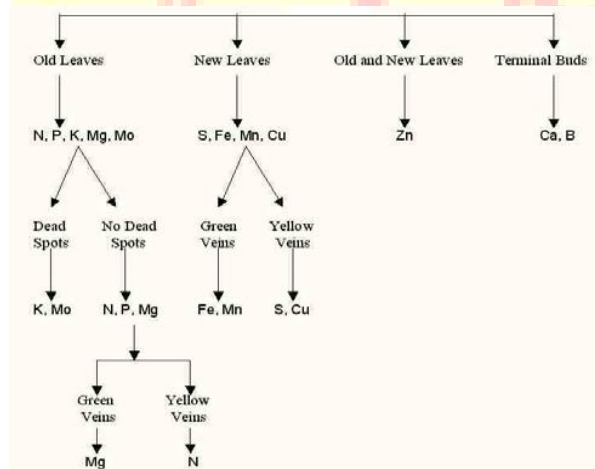 Old Leaves New Leaves Old and New Leaves Terminal Buds
N, P, K, Mg, Mo S, Fe, Mn, Cu Zn Ca, B
Dead No Dead Green Yellow
Spots Spots Veins Veins
K, Mo N, P, Mg Fe, Mn S, Cu
Green Yellow
Veins Veins
Mg N